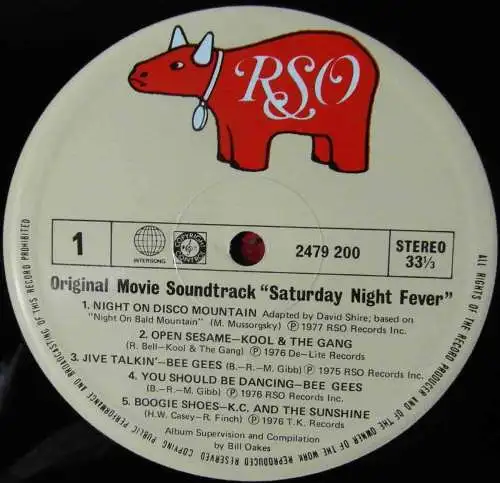 RSO
1
INTERSONG
COPYRIGHT CONTROL
2479 200
STEREO
33⅓
Original Movie Soundtrack “Saturday Night Fever”
1. NIGHT ON DISCO MOUNTAIN Adapted by David Shire; based on
“Night On Bald Mountain” (M. Mussorgsky) Ⓟ 1977 RSO Records Inc.
2. OPEN SESAME–KOOL & THE GANG
(R. Bell–Kool & The Gang) Ⓟ 1976 De–Lite Records
3. JIVE TALKIN’–BEE GEES (B.–R.–M. Gibb) Ⓟ 1975 RSO Records Inc.
4. YOU SHOULD BE DANCING–BEE GEES
(B.–R.–M. Gibb) Ⓟ 1976 RSO Records Inc.
5. BOOGIE SHOES–K.C. AND THE SUNSHINE
(H.W. Casey–R. Finch) Ⓟ 1976 T.K. Records
Album Supervision and Compilation
by Bill Oakes
ALL RIGHTS OF THE RECORD PRODUCER AND OF THE OWNER OF THE WORK REPRODUCED RESERVED COPYING PUBLIC PERFORMANCE AND BROADCASTING OF THIS RECORD PROHIBITED